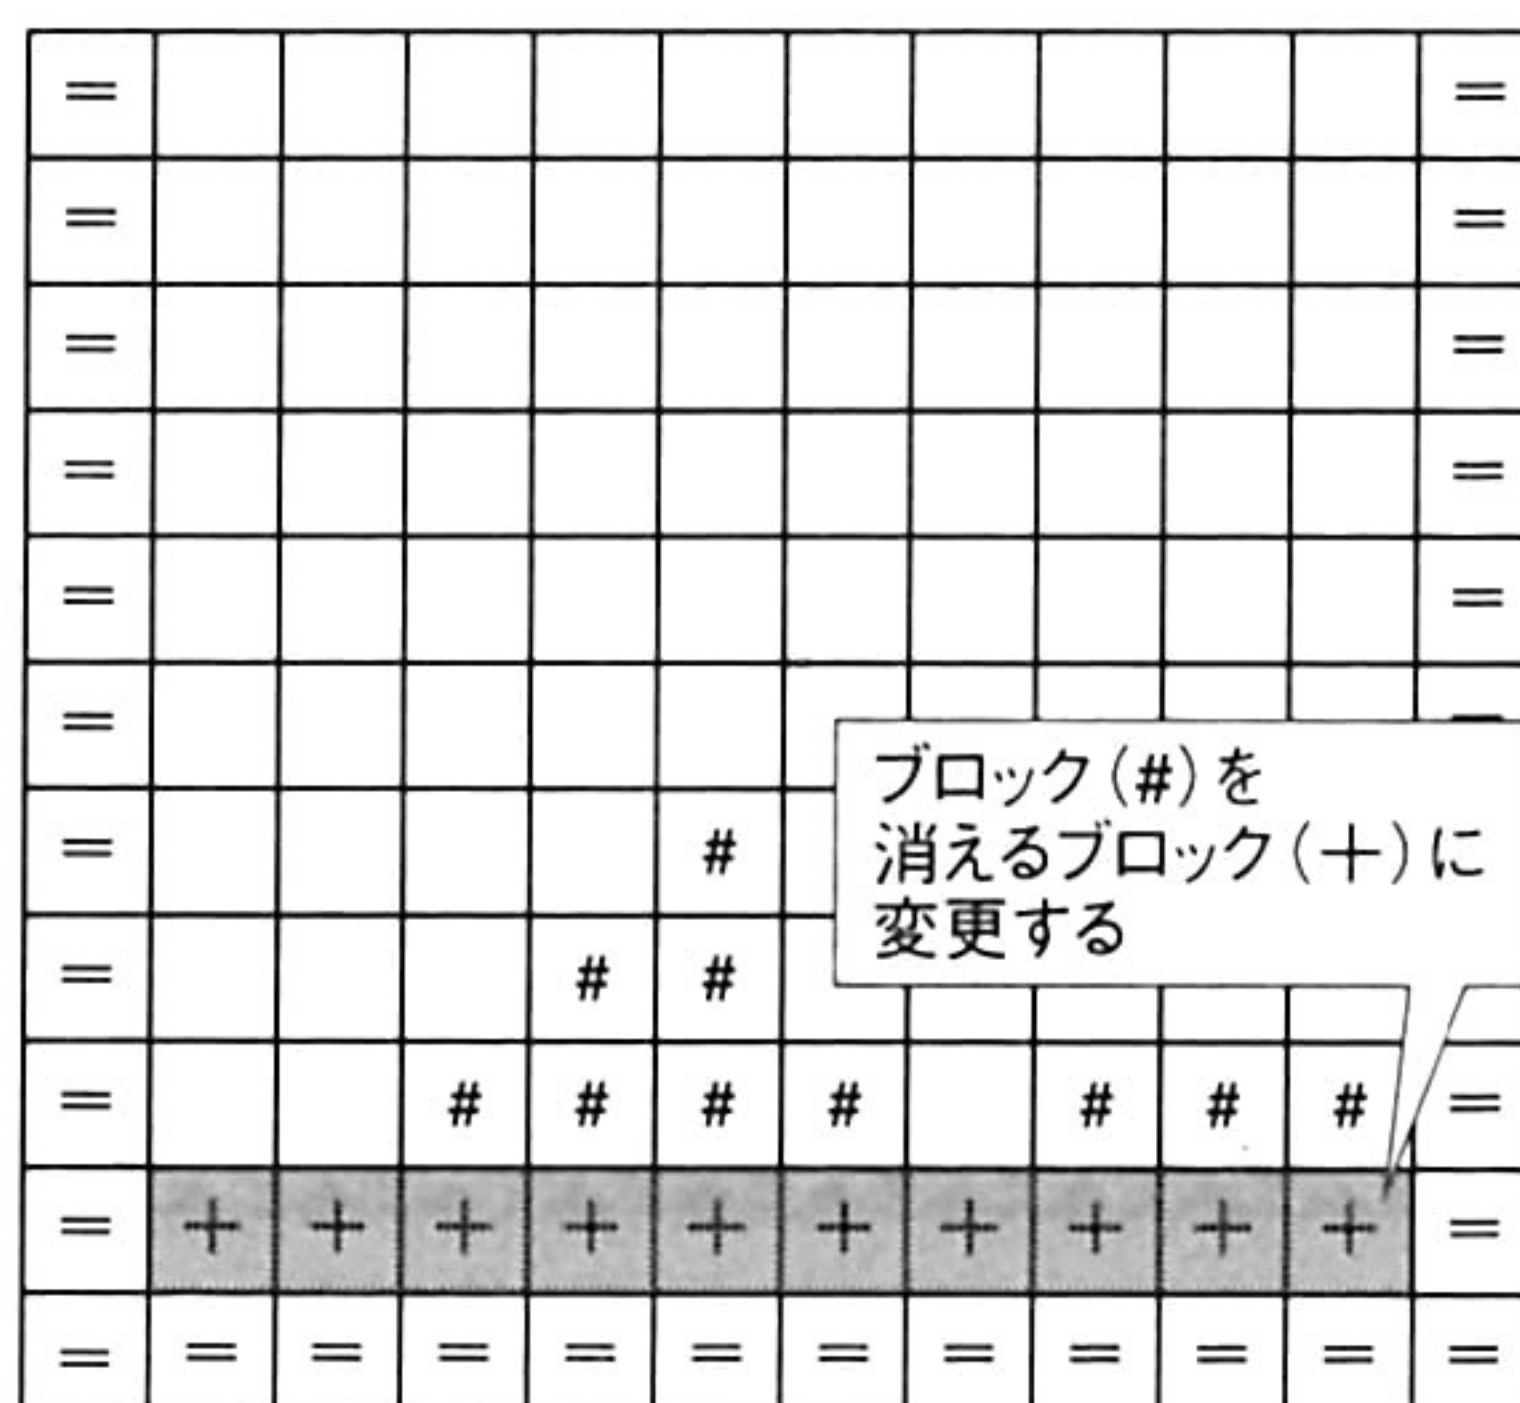 = =
= =
= =
= =
= =
=
= #
= # #
= # # # # # # # =
= + + + + + + + + + + =
= = = = = = = = = = = =
ブロック(#)を
消えるブロック(+)に
変更する